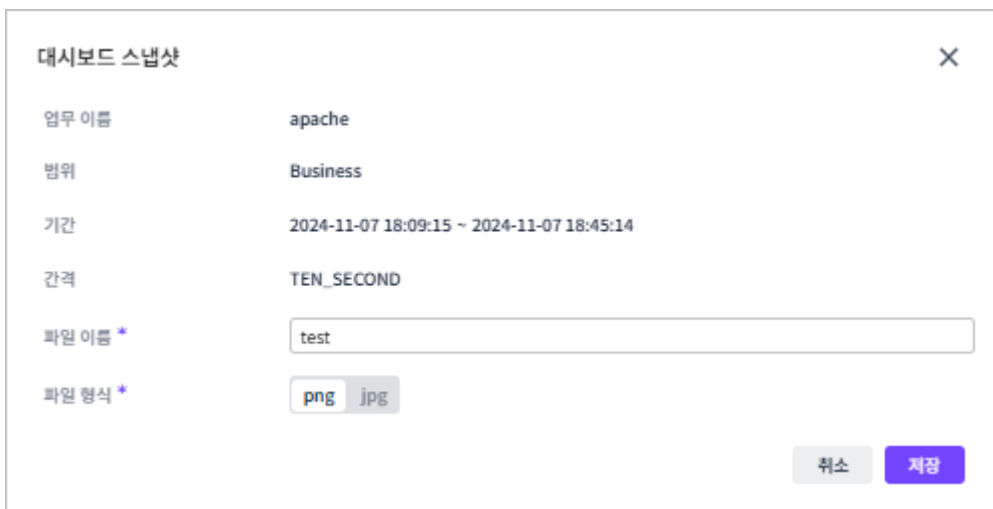 대시보드 스냅샷
업무 이름 apache
범위 Business
기간 2024-11-07 18:09:15 ~ 2024-11-07 18:45:14
간격 TEN_SECOND
파일 이름 * test
파일 형식 * png jpg
취소 저장